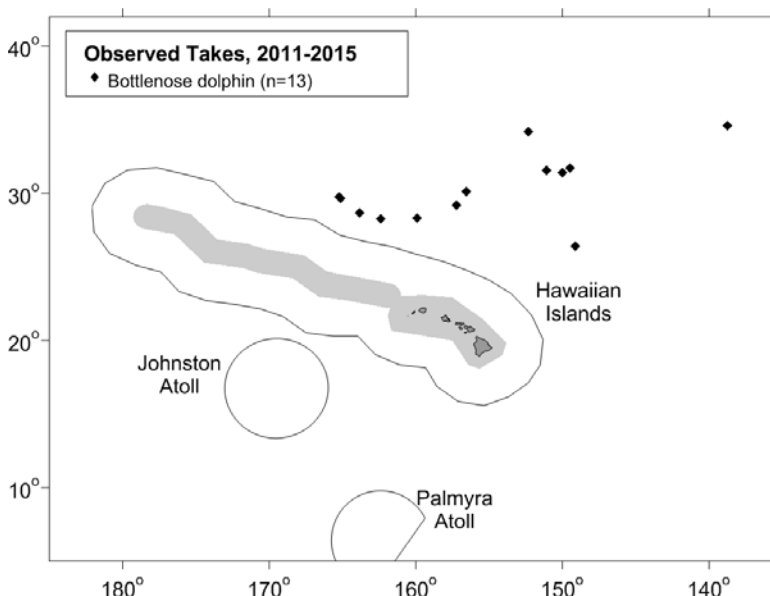 Observed Takes, 2011-2015
Bottlenose dolphin (n=13)
40°
30°
20°
10°
Hawaiian
Islands
Johnston
Atoll
Palmyra
Atoll
180°
170°
160°
150°
140°